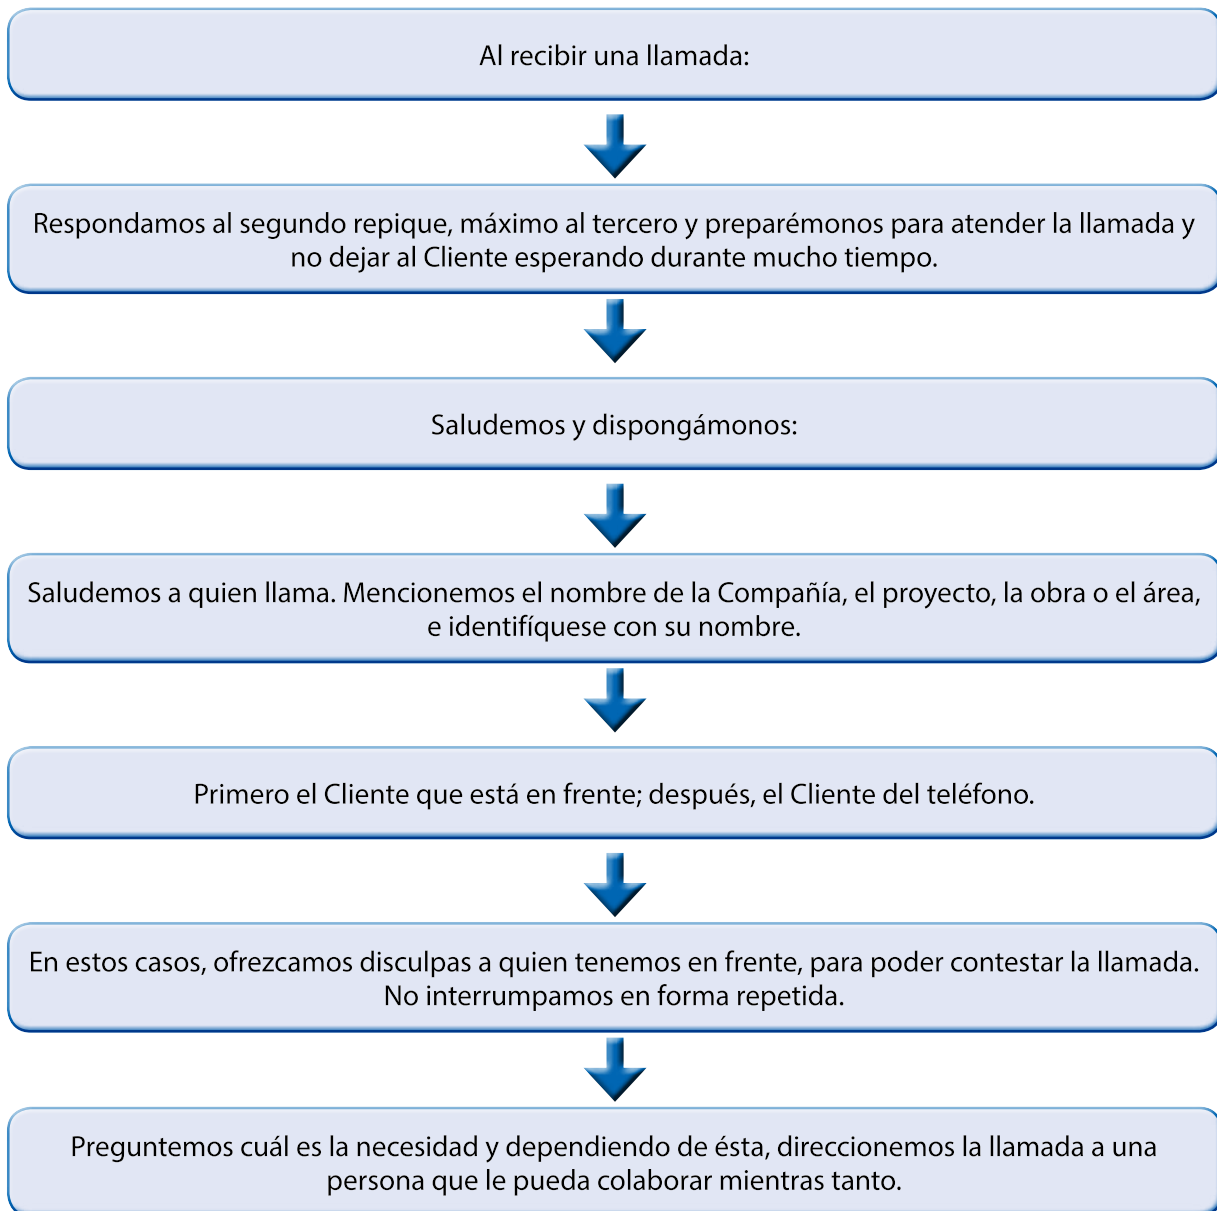 Al recibir una llamada:
Respondamos al segundo repique, máximo al tercero y preparémonos para atender la llamada y
no dejar al Cliente esperando durante mucho tiempo.
Saludemos y dispongámonos:
Saludemos a quien llama. Mencionemos el nombre de la Compañía, el proyecto, la obra o el área,
e identifíquese con su nombre.
Primero el Cliente que está en frente; después, el Cliente del teléfono.
En estos casos, ofrezcamos disculpas a quien tenemos en frente, para poder contestar la llamada.
No interrumpamos en forma repetida.
Preguntemos cuál es la necesidad y dependiendo de ésta, direccionemos la llamada a una
persona que le pueda colaborar mientras tanto.